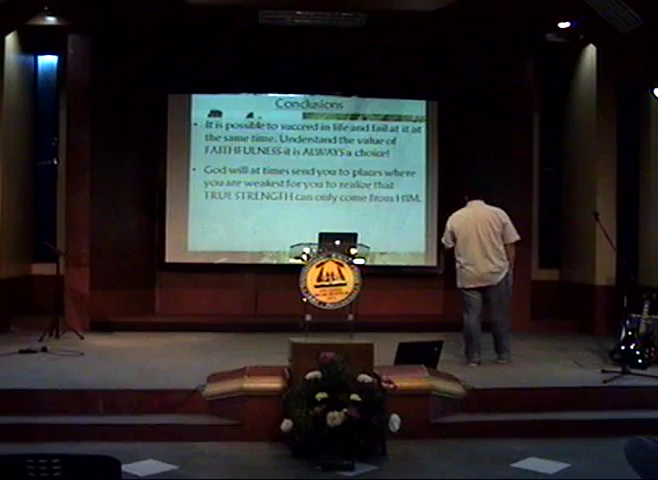 Conclusions
• It is possible to succeed in life and fail at it at
the same time. Understand the value of
FAITHFULNESS-it is ALWAYS a choice!
• God will at times send you to places where
you are weakest for you to realize that
TRUE STRENGTH can only come from HIM.